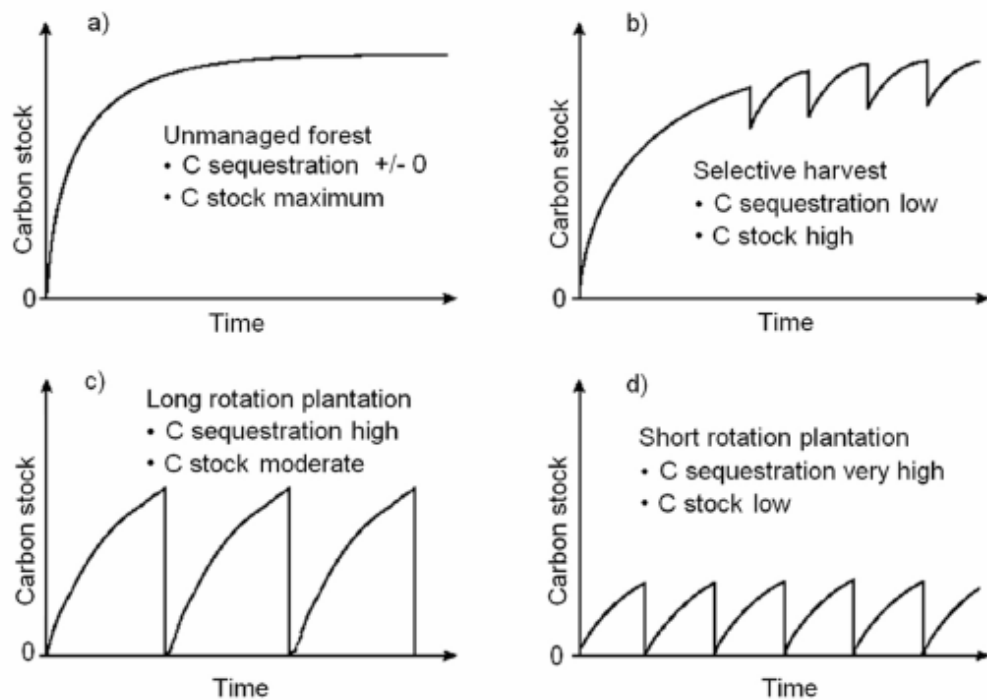 a)
Carbon stock
Unmanaged forest
• C sequestration +/- 0
• C stock maximum
0
Time
b)
Carbon stock
Selective harvest
• C sequestration low
• C stock high
0
Time
c)
Carbon stock
Long rotation plantation
• C sequestration high
• C stock moderate
0
Time
d)
Carbon stock
Short rotation plantation
• C sequestration very high
• C stock low
0
Time